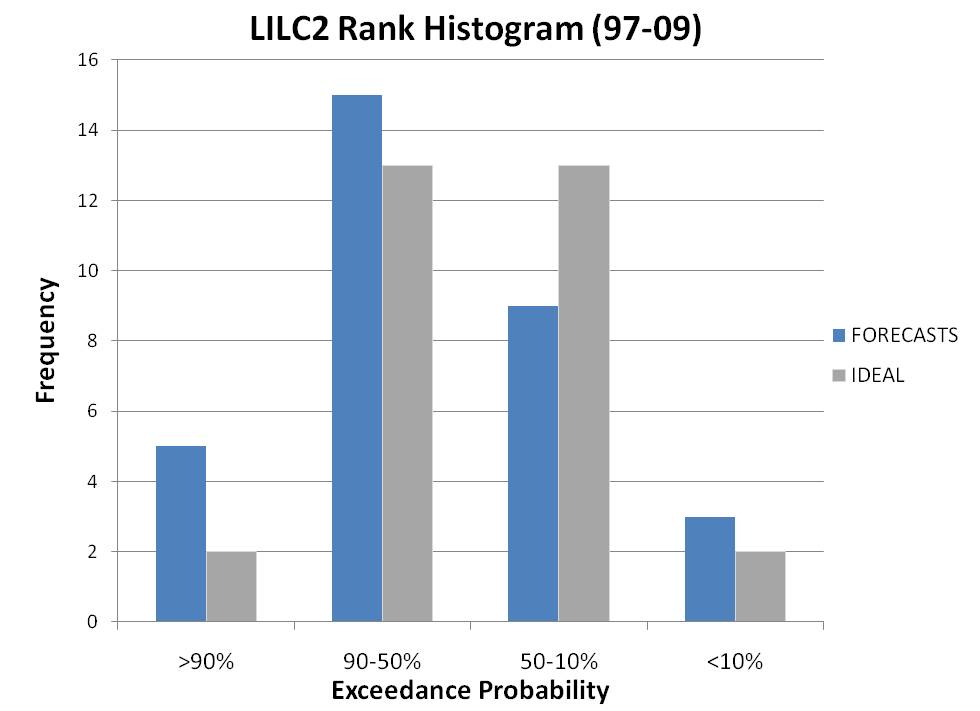 LILC2 Rank Histogram (97-09)
16
14
12
10
8
6
4
2
0
Frequency
>90%
90-50%
50-10%
<10%
Exceedance Probability
FORECASTS
IDEAL